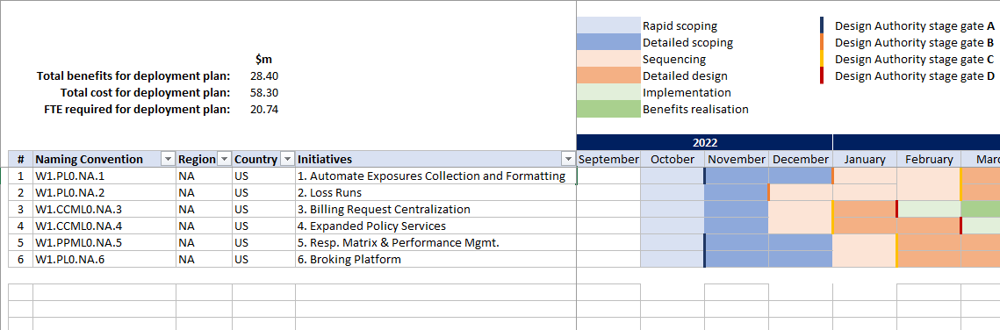 Rapid scoping Design Authority stage gate A
Detailed scoping Design Authority stage gate B
$m Sequencing Design Authority stage gate C
Total benefits for deployment plan: 28.40 Detailed design Design Authority stage gate D
Total cost for deployment plan: 58.30 Implementation
FTE required for deployment plan: 20.74 Benefits realisation
2022
# Naming Convention Region Country Initiatives September October November December January February Marc
1 W1.PL0.NA.1 NA US 1. Automate Exposures Collection and Formatting
2 W1.PL0.NA.2 NA US 2. Loss Runs
3 W1.CCML0.NA.3 NA US 3. Billing Request Centralization
4 W1.CCML0.NA.4 NA US 4. Expanded Policy Services
5 W1.PPML0.NA.5 NA US 5. Resp. Matrix & Performance Mgmt.
6 W1.PL0.NA.6 NA US 6. Broking Platform